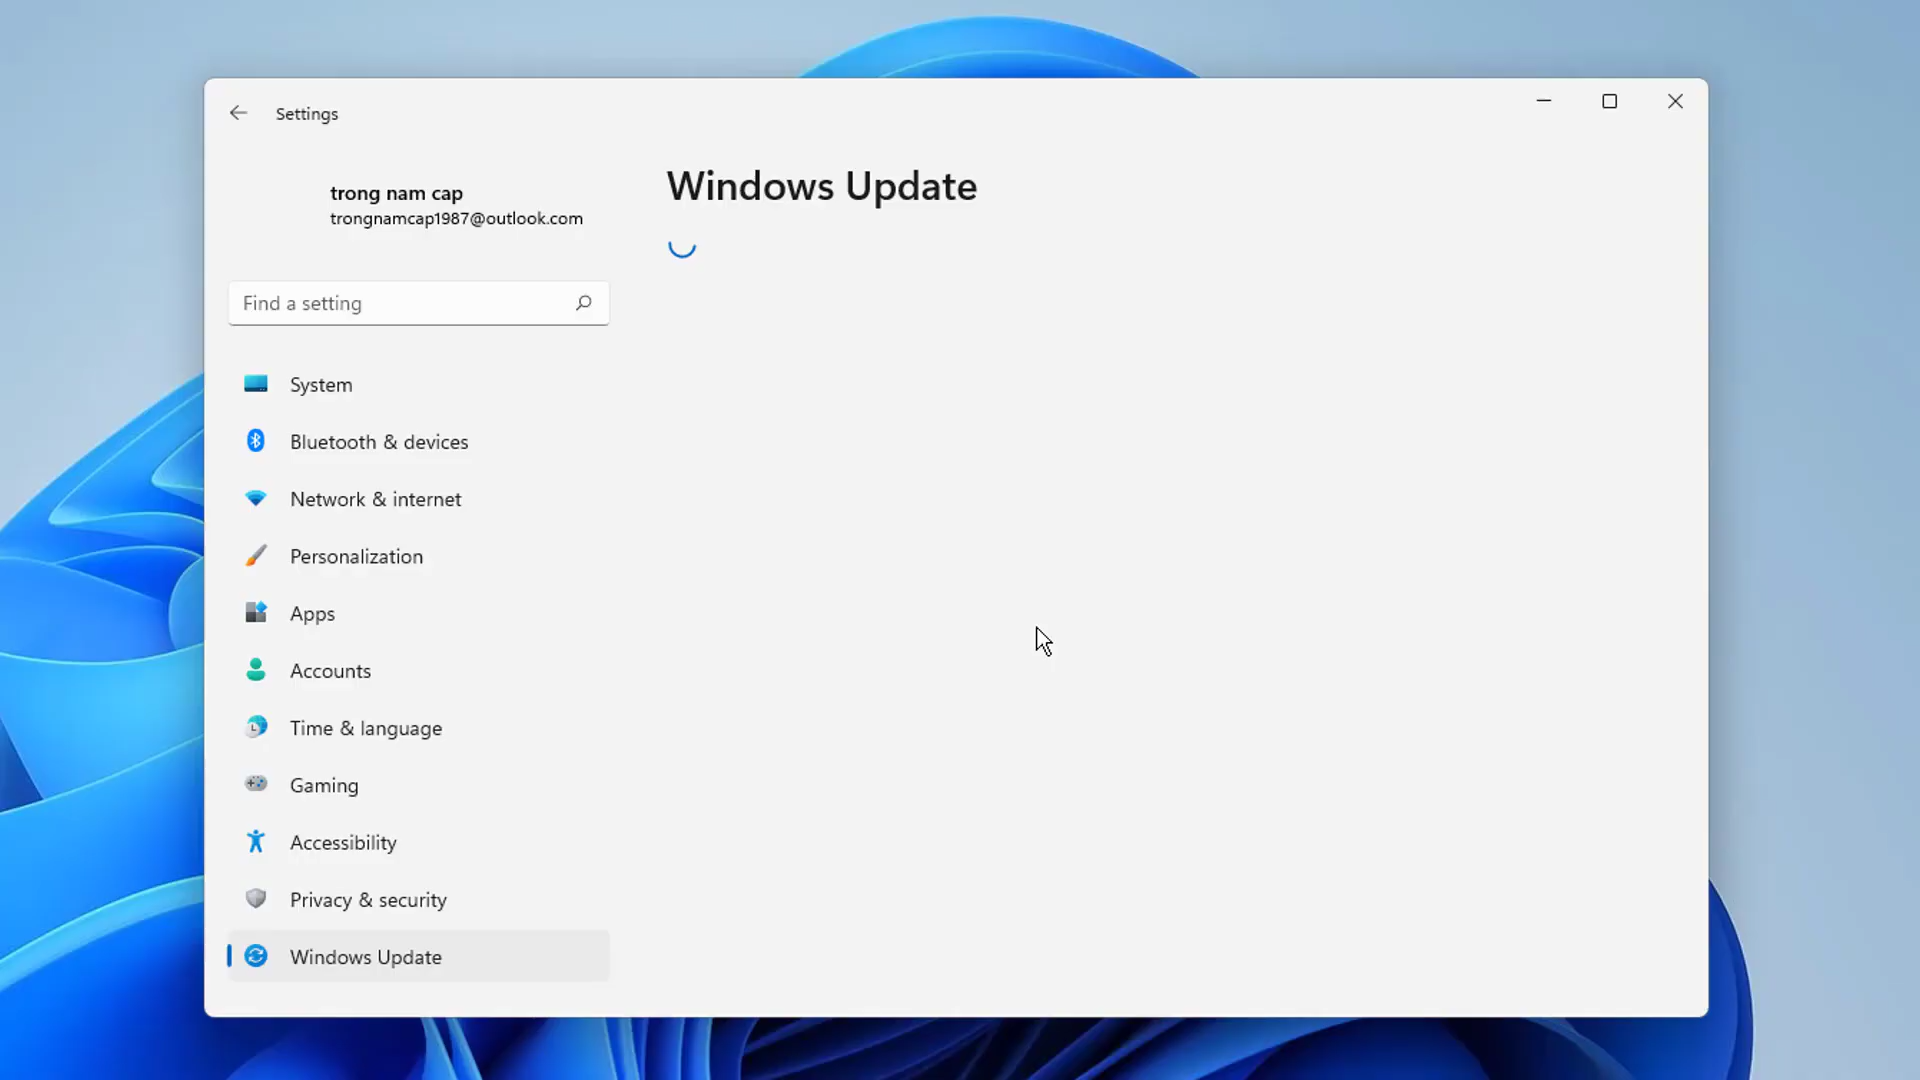 Settings
trong nam cap
trongnamcap1987@outlook.com
Find a setting
System
Bluetooth & devices
Network & internet
Personalization
Apps
Accounts
Time & language
Gaming
Accessibility
Privacy & security
Windows Update
Windows Update